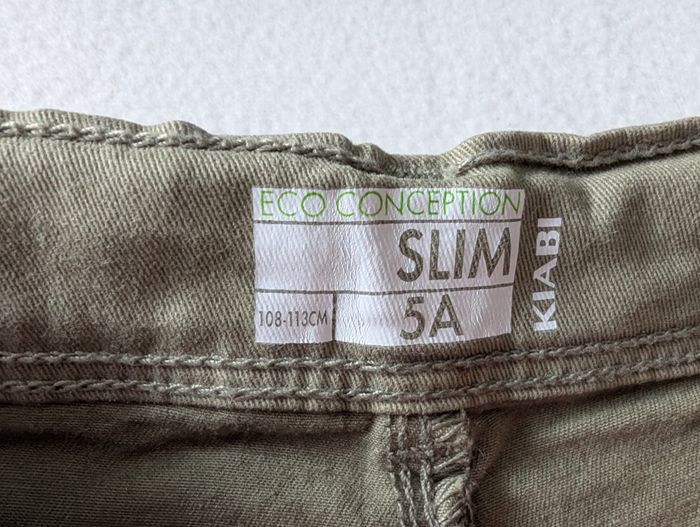 ECO CONCEPTION
SLIM
108-113CM
5A
KIABI